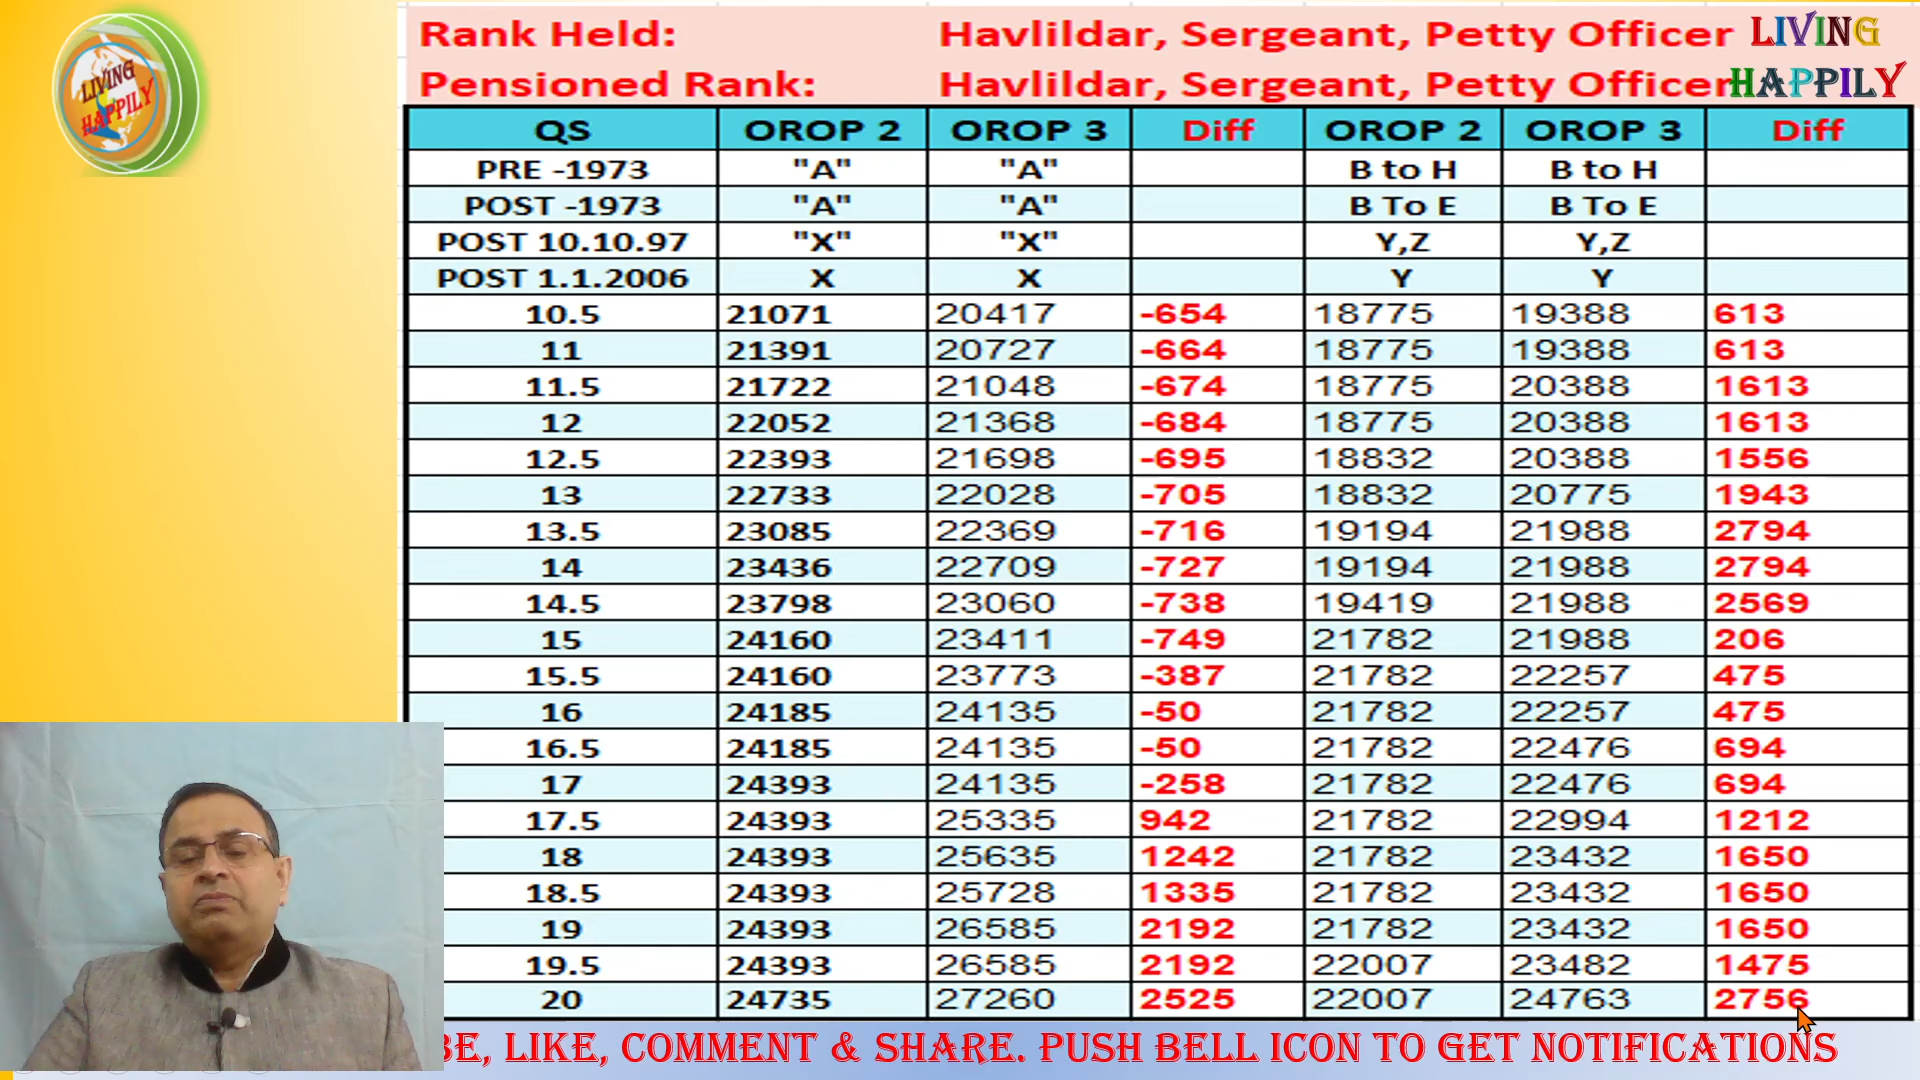 Rank Held: Havlildar, Sergeant, Petty Officer
LIVING
Pensioned Rank: Havlildar, Sergeant, Petty Officer
HAPPILY
LIVING
HAPPILY
QS OROP 2 OROP 3 Diff OROP 2 OROP 3 Diff
PRE -1973 "A" "A" B to H B to H
POST -1973 "A" "A" B To E B To E
POST 10.10.97 "X" "X" Y,Z Y,Z
POST 1.1.2006 X X Y Y
10.5 21071 20417 -654 18775 19388 613
11 21391 20727 -664 18775 19388 613
11.5 21722 21048 -674 18775 20388 1613
12 22052 21368 -684 18775 20388 1613
12.5 22393 21698 -695 18832 20388 1556
13 22733 22028 -705 18832 20775 1943
13.5 23085 22369 -716 19194 21988 2794
14 23436 22709 -727 19194 21988 2794
14.5 23798 23060 -738 19419 21988 2569
15 24160 23411 -749 21782 21988 206
15.5 24160 23773 -387 21782 22257 475
16 24185 24135 -50 21782 22257 475
16.5 24185 24135 -50 21782 22476 694
17 24393 24135 -258 21782 22476 694
17.5 24393 25335 942 21782 22994 1212
18 24393 25635 1242 21782 23432 1650
18.5 24393 25728 1335 21782 23432 1650
19 24393 26585 2192 21782 23432 1650
19.5 24393 26585 2192 22007 23482 1475
20 24735 27260 2525 22007 24763 2756
BE, LIKE, COMMENT & SHARE. PUSH BELL ICON TO GET NOTIFICATIONS